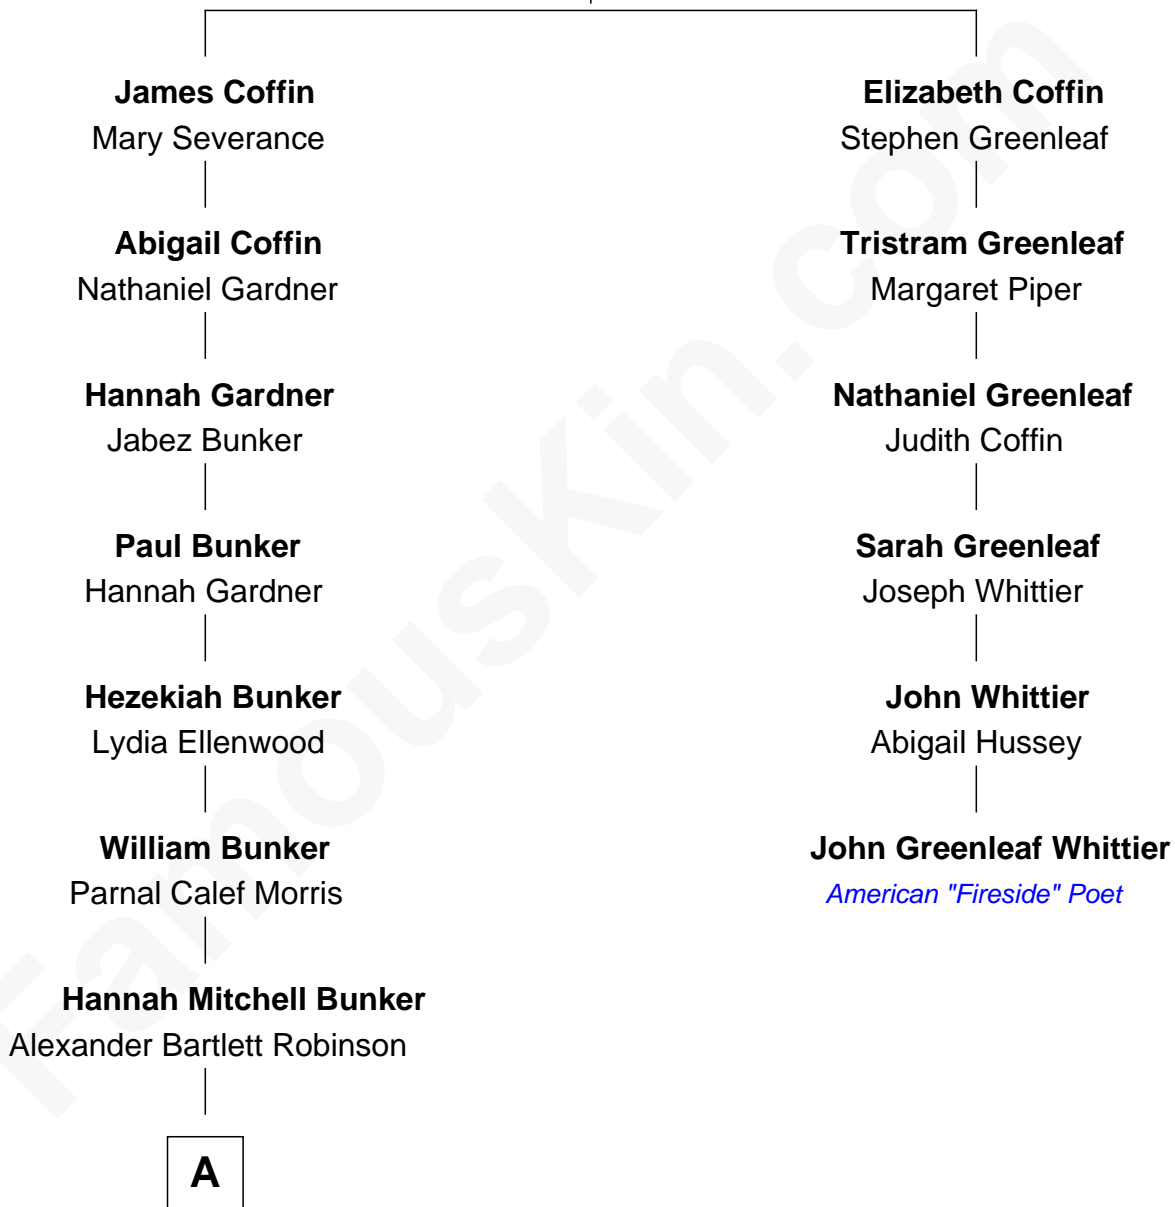 James Coffin
Mary Severance
Abigail Coffin
Nathaniel Gardner
Hannah Gardner
Jabez Bunker
Paul Bunker
Hannah Gardner
Hezekiah Bunker
Lydia Ellenwood
William Bunker
Parnal Calef Morris
Hannah Mitchell Bunker
Alexander Bartlett Robinson
A
Elizabeth Coffin
Stephen Greenleaf
Tristram Greenleaf
Margaret Piper
Nathaniel Greenleaf
Judith Coffin
Sarah Greenleaf
Joseph Whittier
John Whittier
Abigail Hussey
John Greenleaf Whittier
American "Fireside" Poet
FamousKin.com